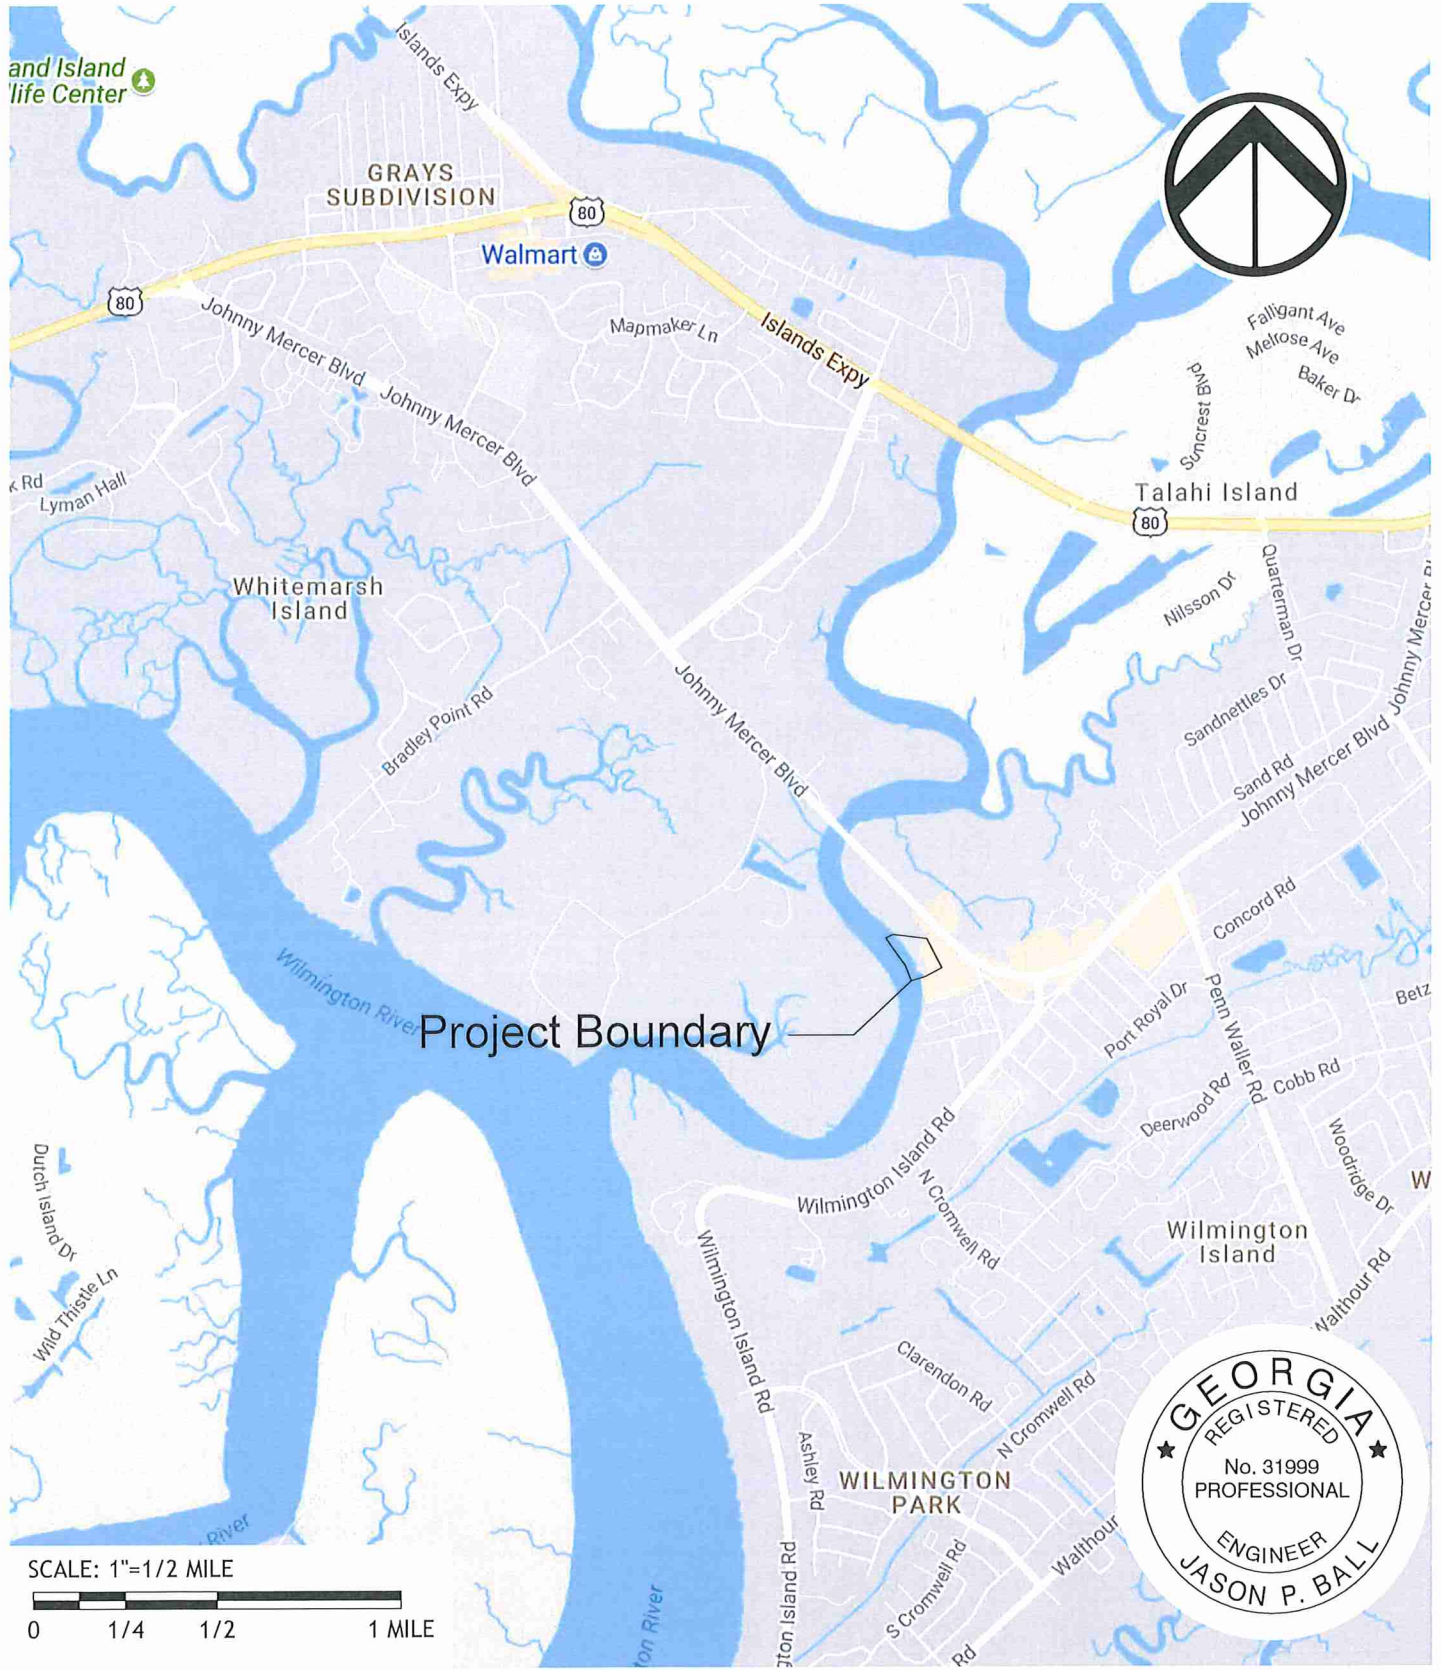 Islands Expy
and Island
life Center
GRAYS
SUBDIVISION
80
Walmart
80
Johnny Mercer Blvd
Mapmaker Ln
Islands Expy
Falligant Ave
Melrose Ave
Baker Dr
Suncrest Blvd
Johnny Mercer Blvd
Rd
Lyman Hall
Talahi Island
80
Whitemarsh
Island
Quarterman Dr
Nilsson Dr
Johnny Mercer
Sandnettles Dr
Bradley Point Rd
Johnny Mercer Blvd
Johnny Mercer Blvd
Sand Rd
Concord Rd
Wilmington River
Project Boundary
Port Royal Dr
Penn Waller Rd
Betz
Cobb Rd
Deerwood Rd
Woodridge Dr
W
Dutch Island Dr
Wild Thistle Ln
Wilmington Island Rd
N Cromwell Rd
Wilmington
Island
Wilmington Island Rd
Walthour Rd
Clarendon Rd
N Cromwell Rd
Ashley Rd
WILMINGTON
PARK
Walthour
Rd
S Cromwell Rd
gton Island Rd
River
ton River
GEORGIA
REGISTERED
No. 31999
PROFESSIONAL
ENGINEER
JASON P. BALL
SCALE: 1"=1/2 MILE
0 1/4 1/2 1 MILE